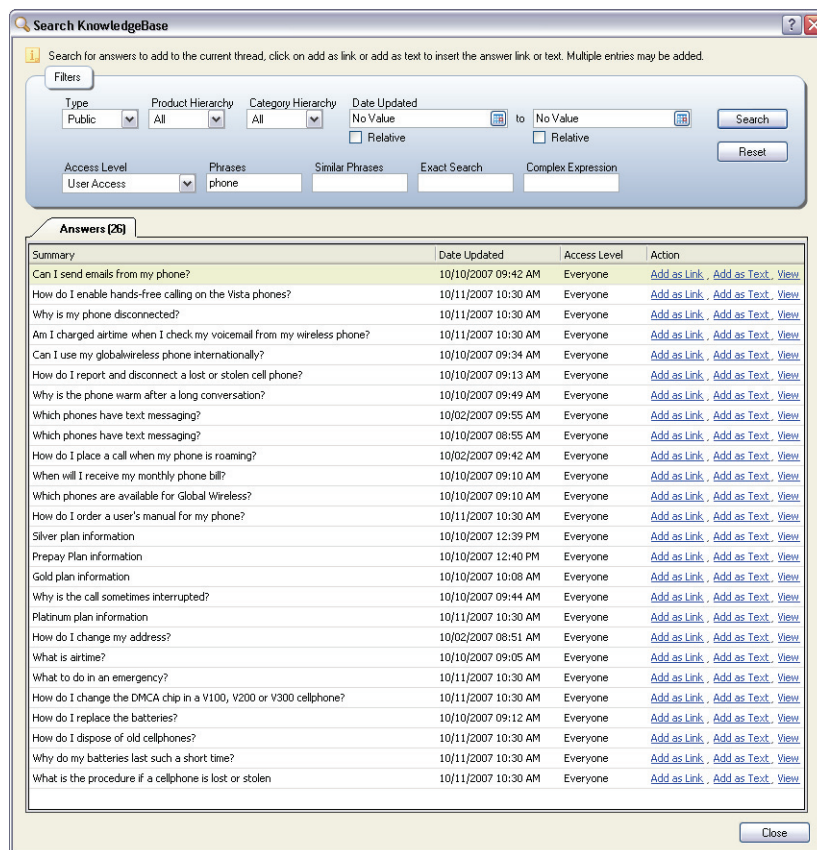 Search KnowledgeBase
Search for answers to add to the current thread, click on add as link or add as text to insert the answer link or text. Multiple entries may be added.
Filters
Type Product Hierarchy Category Hierarchy Date Updated
Public All All No Value to No Value Search
Relative Relative
Reset
Access Level Phrases Similar Phrases Exact Search Complex Expression
User Access phone
Answers (26)
Summary Date Updated Access Level Action
Can I send emails from my phone? 10/10/2007 09:42 AM Everyone Add as Link , Add as Text , View
How do I enable hands-free calling on the Vista phones? 10/11/2007 10:30 AM Everyone Add as Link , Add as Text , View
Why is my phone disconnected? 10/11/2007 10:30 AM Everyone Add as Link , Add as Text , View
Am I charged airtime when I check my voicemail from my wireless phone? 10/11/2007 10:30 AM Everyone Add as Link , Add as Text , View
Can I use my globalwireless phone internationally? 10/10/2007 09:34 AM Everyone Add as Link , Add as Text , View
How do I report and disconnect a lost or stolen cell phone? 10/10/2007 09:13 AM Everyone Add as Link , Add as Text , View
Why is the phone warm after a long conversation? 10/10/2007 09:49 AM Everyone Add as Link , Add as Text , View
Which phones have text messaging? 10/02/2007 09:55 AM Everyone Add as Link , Add as Text , View
Which phones have text messaging? 10/10/2007 08:55 AM Everyone Add as Link , Add as Text , View
How do I place a call when my phone is roaming? 10/02/2007 09:42 AM Everyone Add as Link , Add as Text , View
When will I receive my monthly phone bill? 10/10/2007 09:10 AM Everyone Add as Link , Add as Text , View
Which phones are available for Global Wireless? 10/10/2007 09:10 AM Everyone Add as Link , Add as Text , View
How do I order a user's manual for my phone? 10/11/2007 10:30 AM Everyone Add as Link , Add as Text , View
Silver plan information 10/10/2007 12:39 PM Everyone Add as Link , Add as Text , View
Prepay Plan information 10/10/2007 12:40 PM Everyone Add as Link , Add as Text , View
Gold plan information 10/10/2007 10:08 AM Everyone Add as Link , Add as Text , View
Why is the call sometimes interrupted? 10/10/2007 09:44 AM Everyone Add as Link , Add as Text , View
Platinum plan information 10/11/2007 10:30 AM Everyone Add as Link , Add as Text , View
How do I change my address? 10/02/2007 08:51 AM Everyone Add as Link , Add as Text , View
What is airtime? 10/10/2007 09:05 AM Everyone Add as Link , Add as Text , View
What to do in an emergency? 10/11/2007 10:30 AM Everyone Add as Link , Add as Text , View
How do I change the DMCA chip in a V100, V200 or V300 cellphone? 10/11/2007 10:30 AM Everyone Add as Link , Add as Text , View
How do I replace the batteries? 10/10/2007 09:12 AM Everyone Add as Link , Add as Text , View
How do I dispose of old cellphones? 10/11/2007 10:30 AM Everyone Add as Link , Add as Text , View
Why do my batteries last such a short time? 10/11/2007 10:30 AM Everyone Add as Link , Add as Text , View
What is the procedure if a cellphone is lost or stolen 10/11/2007 10:30 AM Everyone Add as Link , Add as Text , View
Close